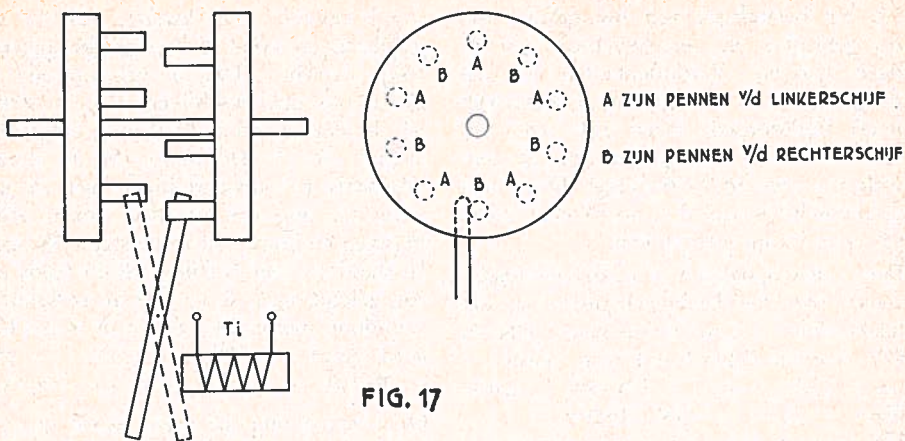 A
B
B
A ZIJN PENNEN v/d LINKERSCHIJF
A
A
B
B
B ZIJN PENNEN v/d RECHTERSCHIJF
A
B
A
Ti
FIG. 17